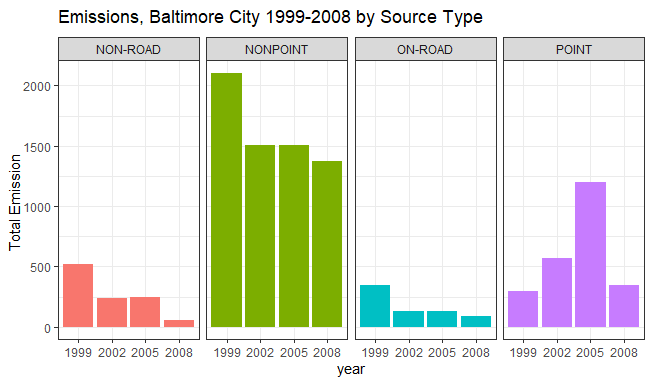 Emissions, Baltimore City 1999-2008 by Source Type
NON-ROAD NONPOINT ON-ROAD POINT
Total Emission
2000
1500
1000
500
0
1999 2002 2005 2008 1999 2002 2005 2008 1999 2002 2005 2008 1999 2002 2005 2008
year